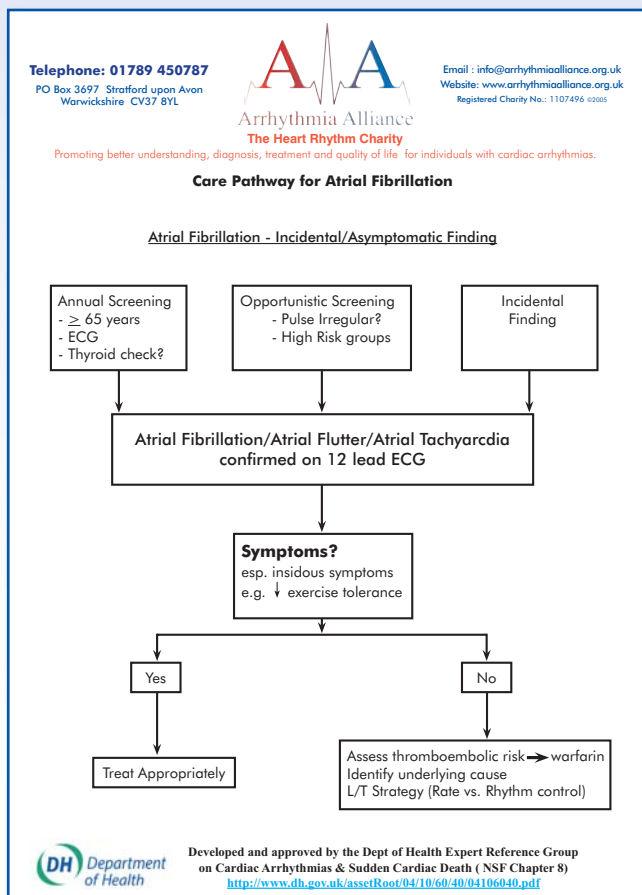 Telephone: 01789 450787
PO Box 3697 Stratford upon Avon
Warwickshire CV37 8YL
A A
Arrhythmia Alliance
The Heart Rhythm Charity
Email : info@arrhythmiaalliance.org.uk
Website: www.arrhythmiaalliance.org.uk
Registered Charity No.: 1107496 ©2005
Promoting better understanding, diagnosis, treatment and quality of life for individuals with cardiac arrhythmias.
Care Pathway for Atrial Fibrillation
Atrial Fibrillation - Incidental/Asymptomatic Finding
Annual Screening
- ≥ 65 years
- ECG
- Thyroid check?
Opportunistic Screening
- Pulse Irregular?
- High Risk groups
Incidental
Finding
Atrial Fibrillation/Atrial Flutter/Atrial Tachyarcdia
confirmed on 12 lead ECG
Symptoms?
esp. insidous symptoms
e.g. ↓ exercise tolerance
Yes
No
Treat Appropriately
Assess thromboembolic risk → warfarin
Identify underlying cause
L/T Strategy (Rate vs. Rhythm control)
DH Department
of Health
Developed and approved by the Dept of Health Expert Reference Group
on Cardiac Arrhythmias & Sudden Cardiac Death ( NSF Chapter 8)
http://www.dh.gov.uk/assetRoot/04/10/60/40/04106040.pdf